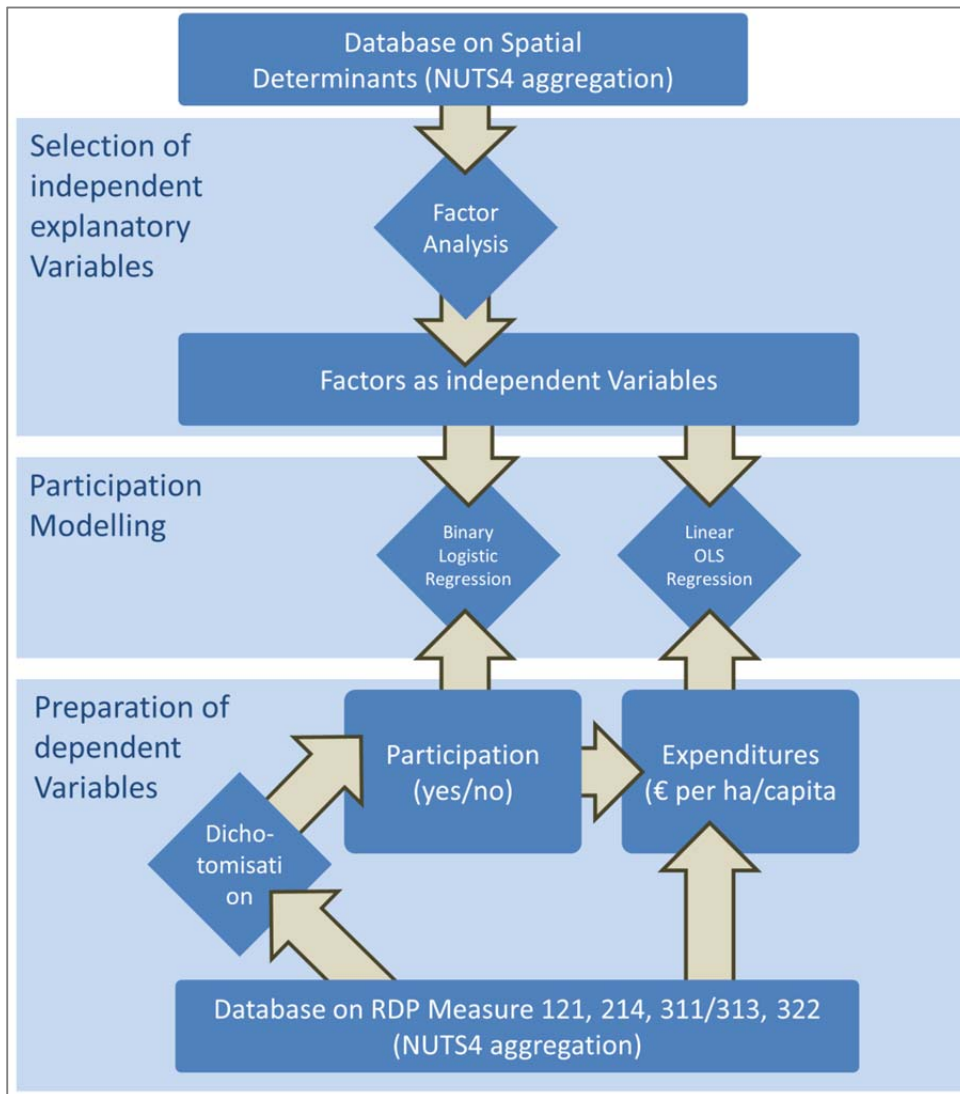 Database on Spatial
Determinants (NUTS4 aggregation)
Selection of
independent
explanatory
Variables
Factor
Analysis
Factors as independent Variables
Participation
Modelling
Binary
Logistic
Regression
Linear
OLS
Regression
Preparation of
dependent
Variables
Participation
(yes/no)
Expenditures
(€ per ha/capita
Dicho-
tomisati
on
Database on RDP Measure 121, 214, 311/313, 322
(NUTS4 aggregation)